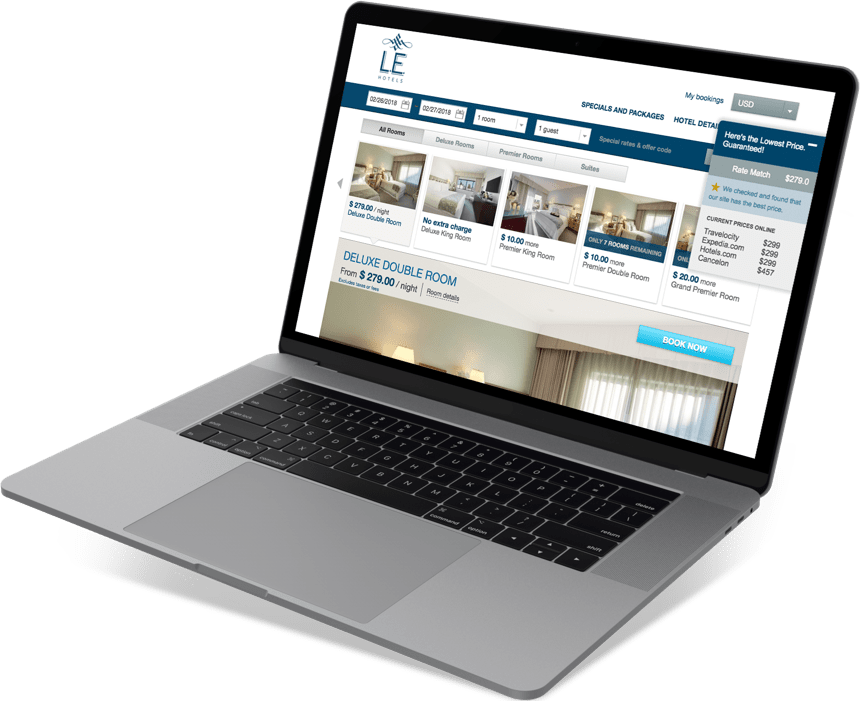 LE
HOTELS
My bookings
USD
SPECIALS AND PACKAGES
HOTEL DETAI
02/26/2018
02/27/2018
1 room
1 guest
Special rates & offer code
Here's the Lowest Price.
Guaranteed!
Rate Match $279.0
We checked and found that
our site has the best price.
CURRENT PRICES ONLINE
Travelocity $299
Expedia.com $299
Hotels.com $299
Cancelon $457
All Rooms
Deluxe Rooms
Premier Rooms
Suites
$ 279.00 / night
Deluxe Double Room
No extra charge
Deluxe King Room
$ 10.00 more
Premier King Room
ONLY 7 ROOMS REMAINING
$ 10.00 more
Premier Double Room
ONL
$ 20.00 more
Grand Premier Room
DELUXE DOUBLE ROOM
From $ 279.00 / night
Room details
Excludes taxes or fees
BOOK NOW
delete
return
shift
command
option